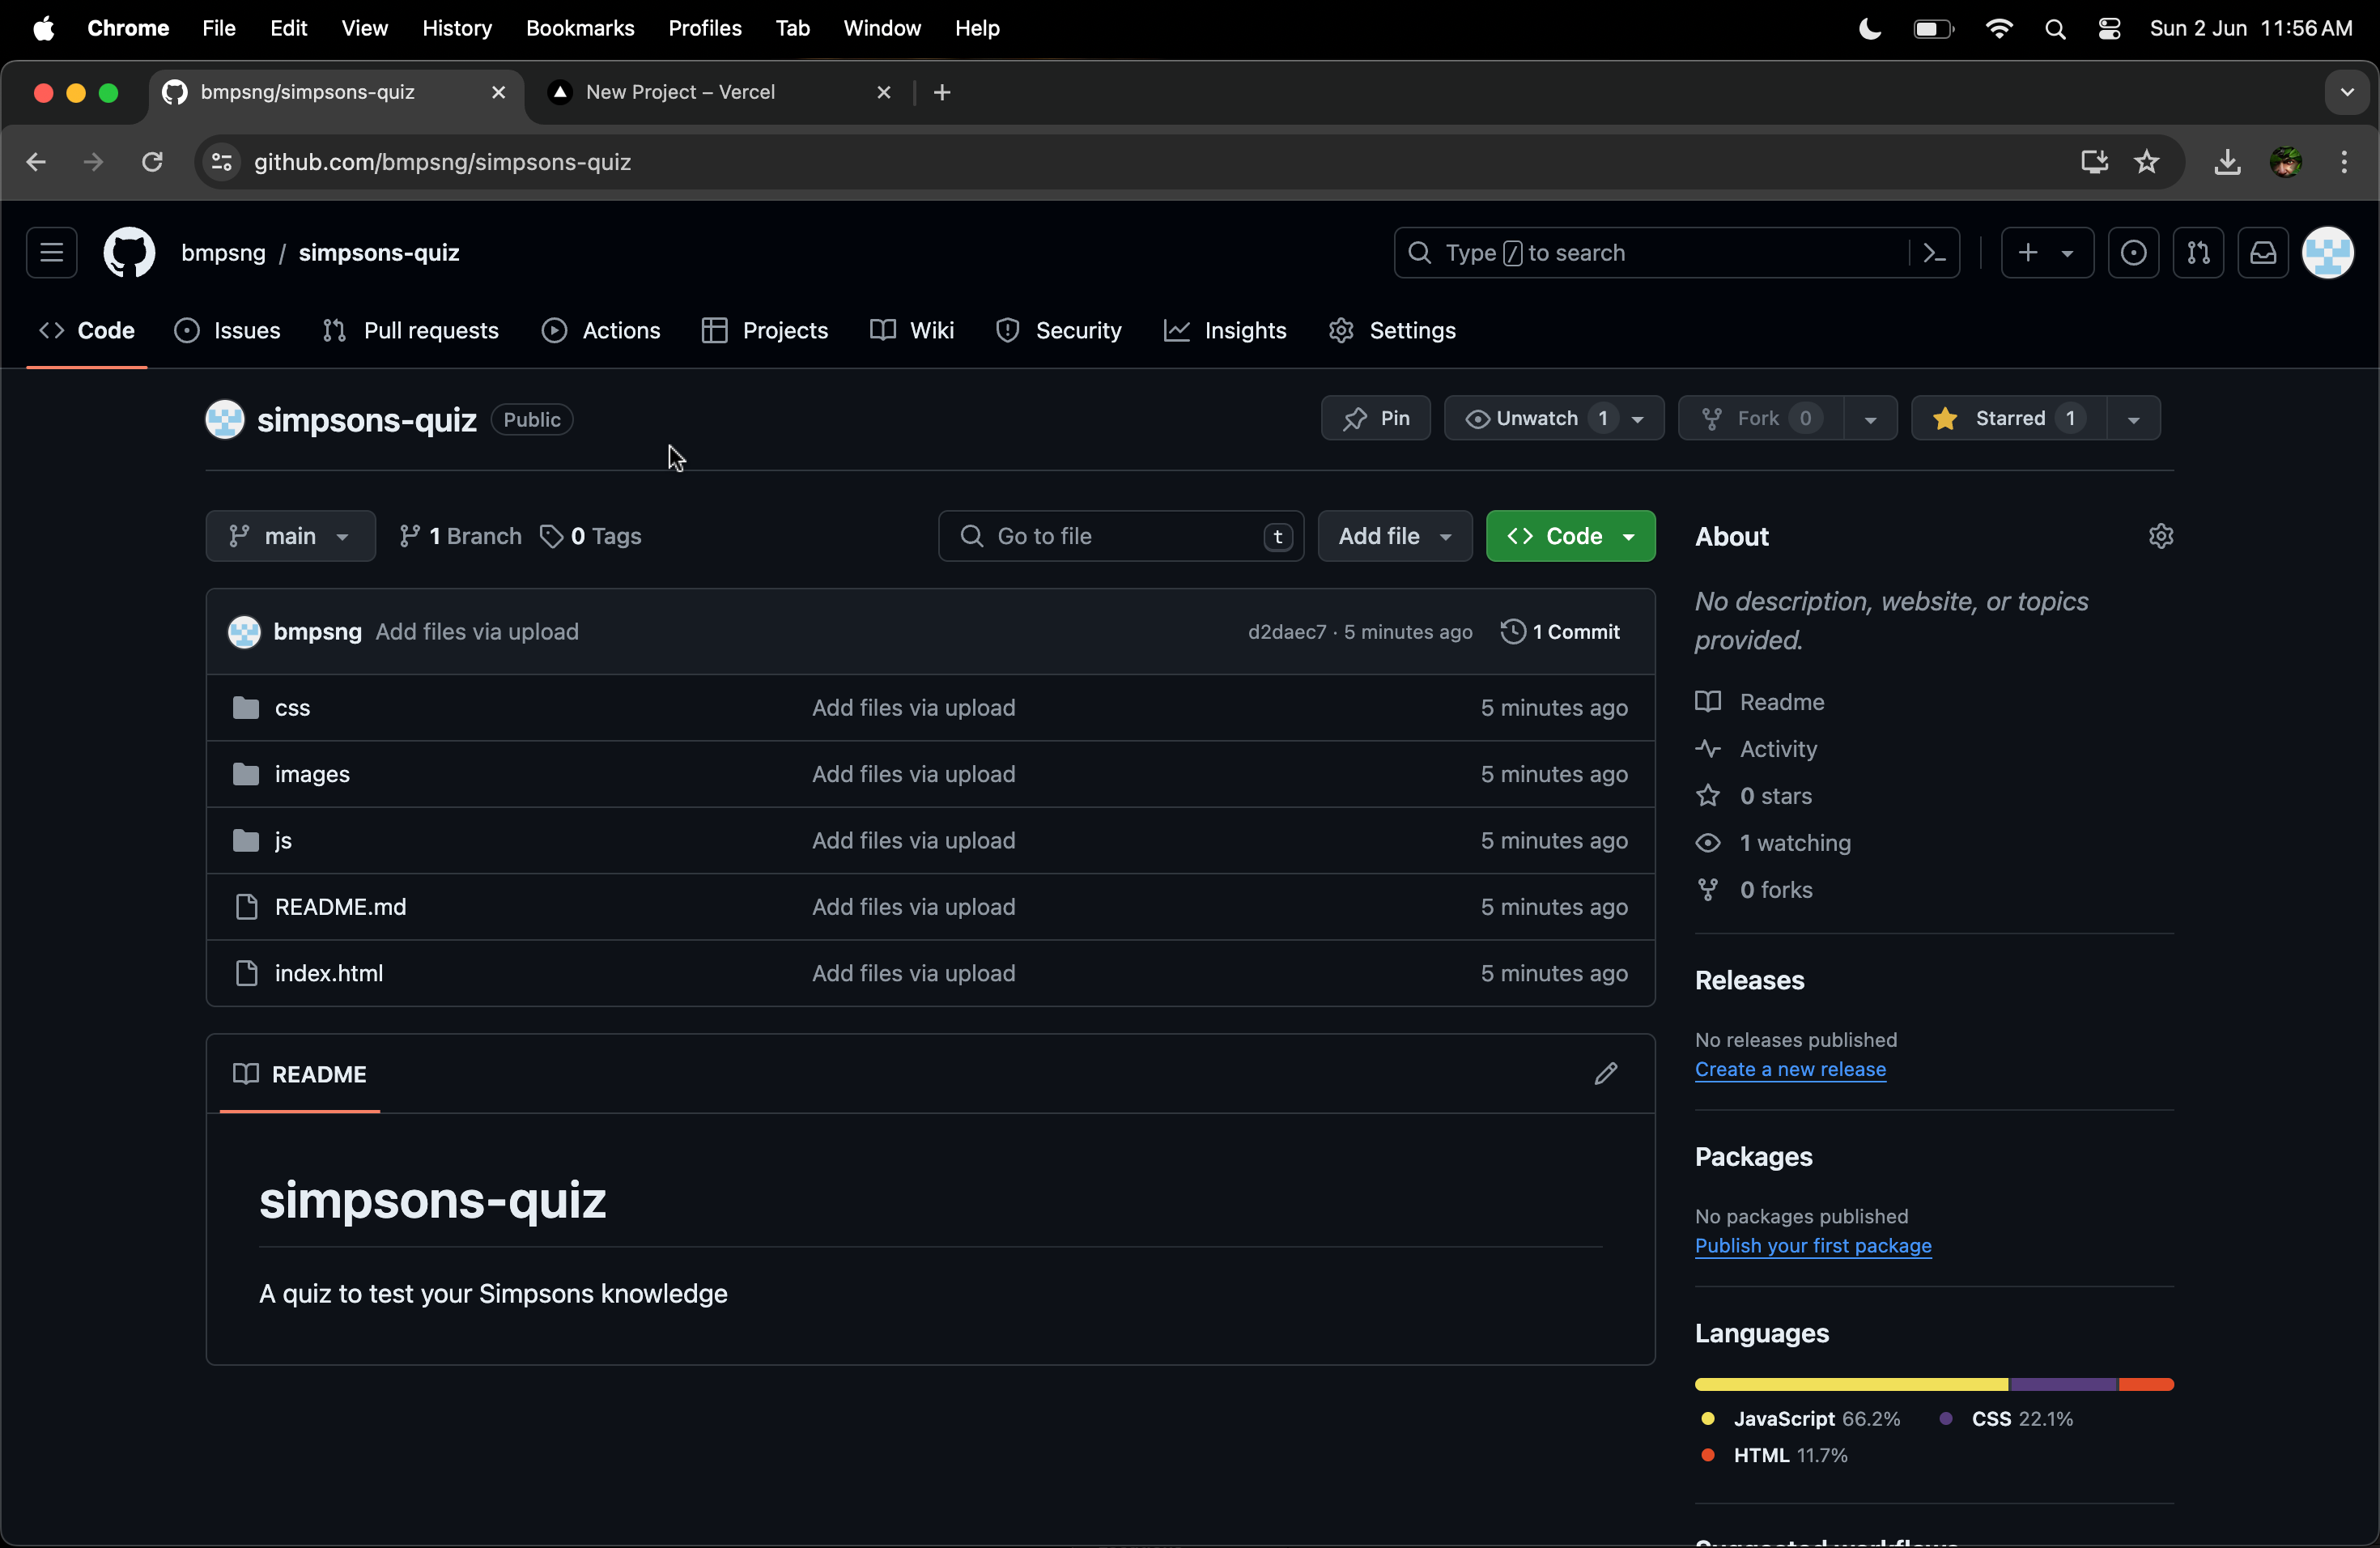 Chrome File Edit View History Bookmarks Profiles Tab Window Help Sun 2 Jun 11:56 AM
bmpsng/simpsons-quiz New Project – Vercel
github.com/bmpsng/simpsons-quiz
bmpsng / simpsons-quiz Type / to search
Code Issues Pull requests Actions Projects Wiki Security Insights Settings
simpsons-quiz Public Pin Unwatch 1 Fork 0 Starred 1
main 1 Branch 0 Tags Go to file t Add file Code
bmpsng Add files via upload d2daec7 · 5 minutes ago 1 Commit
css Add files via upload 5 minutes ago
images Add files via upload 5 minutes ago
js Add files via upload 5 minutes ago
README.md Add files via upload 5 minutes ago
index.html Add files via upload 5 minutes ago
README
simpsons-quiz
A quiz to test your Simpsons knowledge
About
No description, website, or topics
provided.
Readme
Activity
0 stars
1 watching
0 forks
Releases
No releases published
Create a new release
Packages
No packages published
Publish your first package
Languages
JavaScript 66.2% CSS 22.1%
HTML 11.7%
Suggested workflows